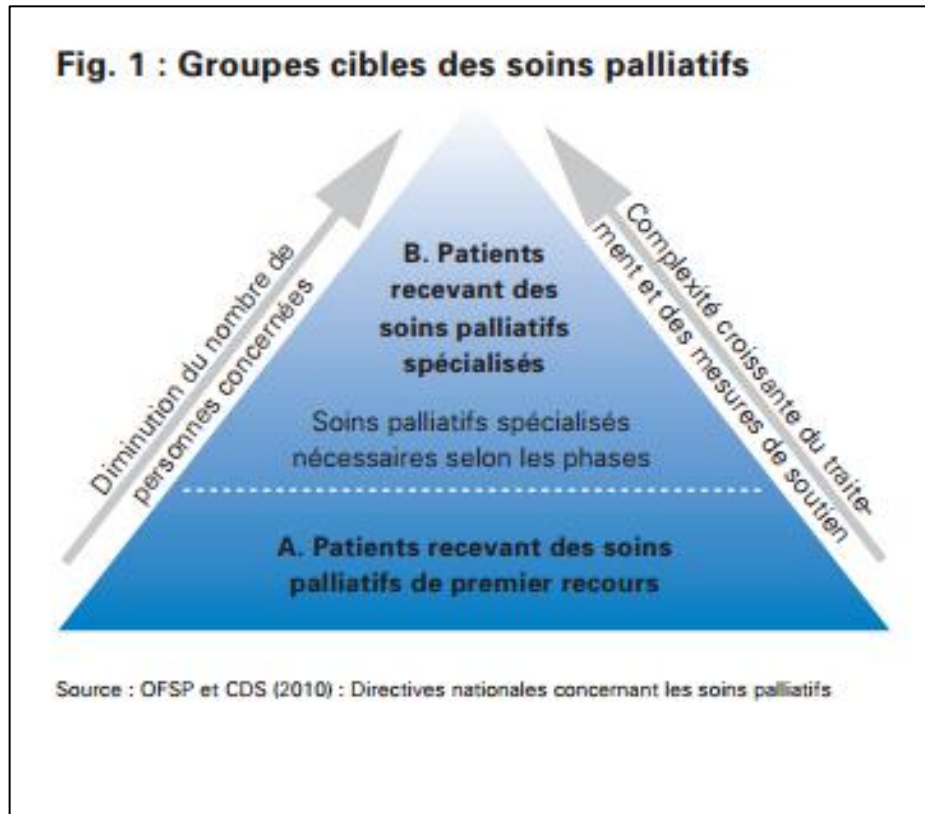 Fig. 1 : Groupes cibles des soins palliatifs
Diminution du nombre de
personnes concernées
Complexité croissante du traite-
ment et des mesures de soutien
B. Patients
recevant des
soins palliatifs
spécialisés
Soins palliatifs spécialisés
nécessaires selon les phases
A. Patients recevant des soins
palliatifs de premier recours
Source : OFSP et CDS (2010) : Directives nationales concernant les soins palliatifs